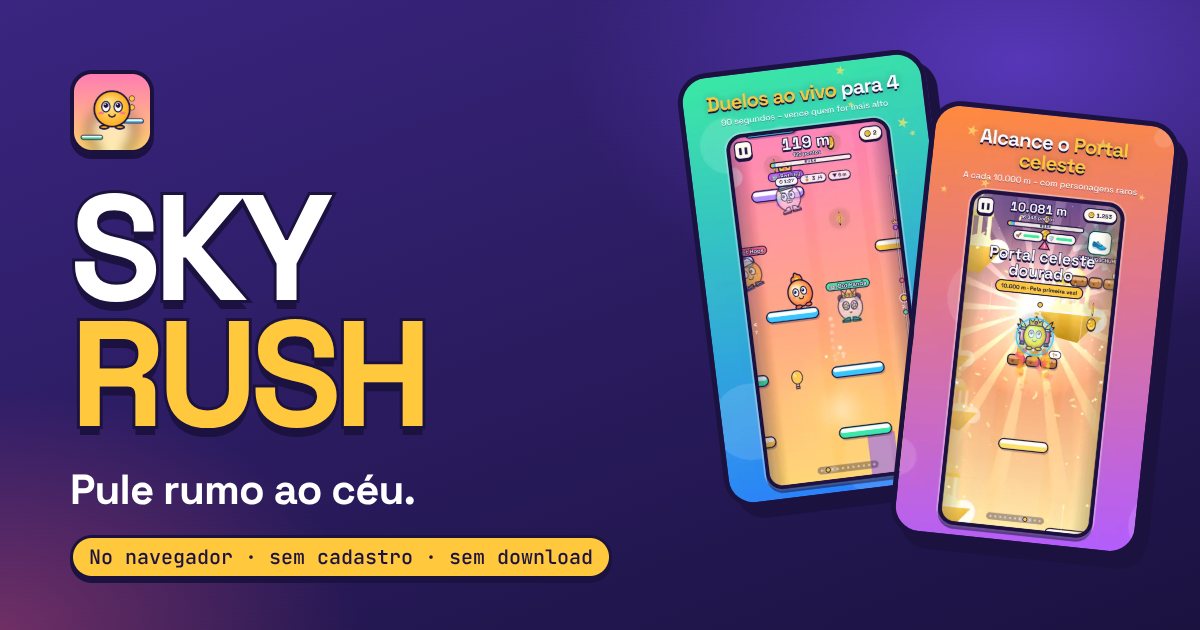 SKY
RUSH
Pule rumo ao céu.
No navegador · sem cadastro · sem download
Duelos ao vivo para 4
90 segundos – vence quem for mais alto
119 m
2
Alcance o Portal
celeste
A cada 10.000 m – com personagens raros
10.081 m
1.253
Portal celeste
dourado
10.000 m · Pela primeira vez!